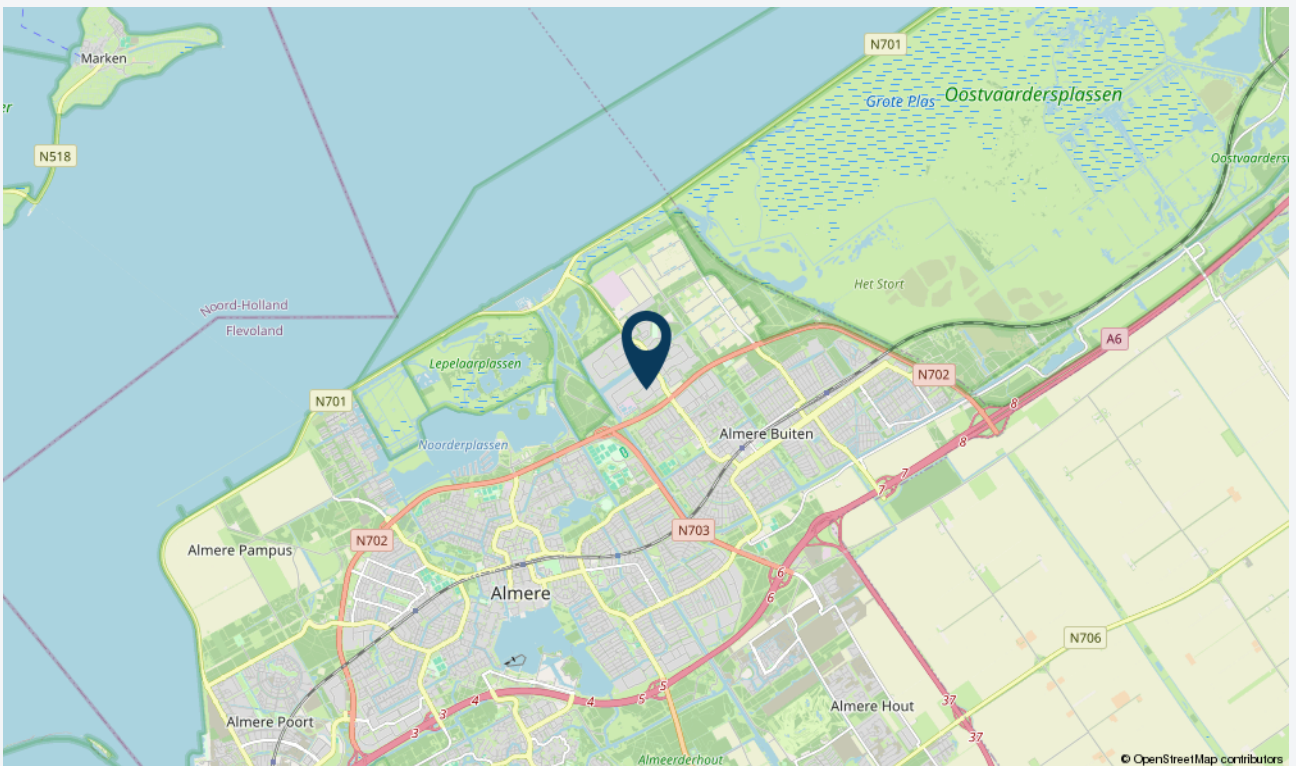 Marken
N701
Grote Plas
Oostvaardersplassen
er
N518
Oostvaardersv
Het Stort
Noord-Holland
Flevoland
A6
Lepelaarplassen
N702
N701
8
8
Almere Buiten
Noorderplassen
7
7
N703
N702
Almere Pampus
6
6
Almere
N706
5
5
4
4
37
Almere Hout
3
3
Almere Poort
37
Almeerderhout
© OpenStreetMap contributors